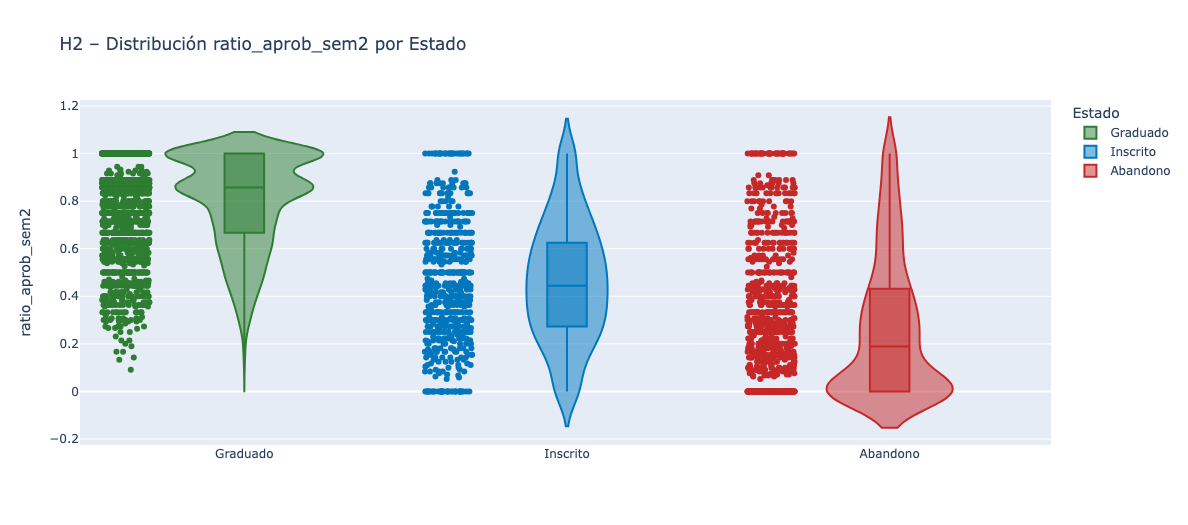 H2 – Distribución ratio_aprob_sem2 por Estado
Estado
Graduado
Inscrito
Abandono
ratio_aprob_sem2
1.2
1
0.8
0.6
0.4
0.2
0
−0.2
Graduado
Inscrito
Abandono